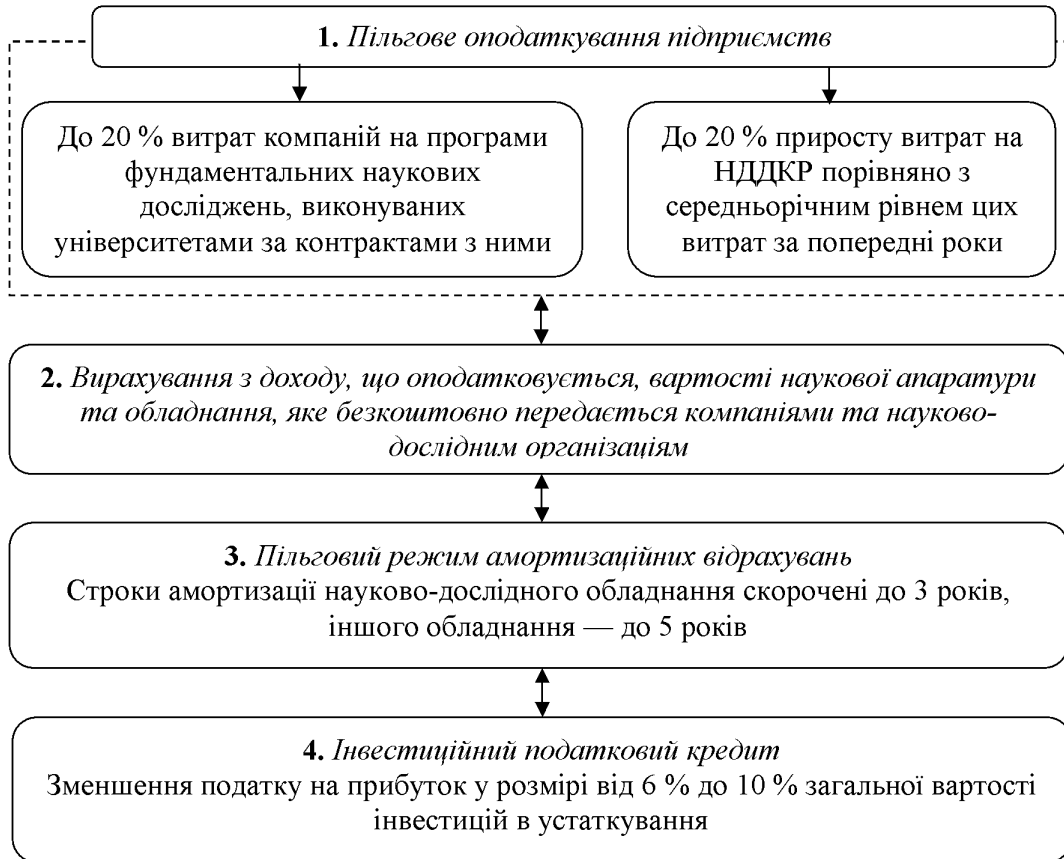 1. Пільгове оподаткування підприємств
До 20 % витрат компаній на програми
фундаментальних наукових
досліджень, виконуваних
університетами за контрактами з ними
До 20 % приросту витрат на
НДДКР порівняно з
середньорічним рівнем цих
витрат за попередні роки
2. Вирахування з доходу, що оподатковується, вартості наукової апаратури
та обладнання, яке безкоштовно передається компаніями та науково-
дослідним організаціям
3. Пільговий режим амортизаційних відрахувань
Строки амортизації науково-дослідного обладнання скорочені до 3 років,
іншого обладнання — до 5 років
4. Інвестиційний податковий кредит
Зменшення податку на прибуток у розмірі від 6 % до 10 % загальної вартості
інвестицій в устаткування